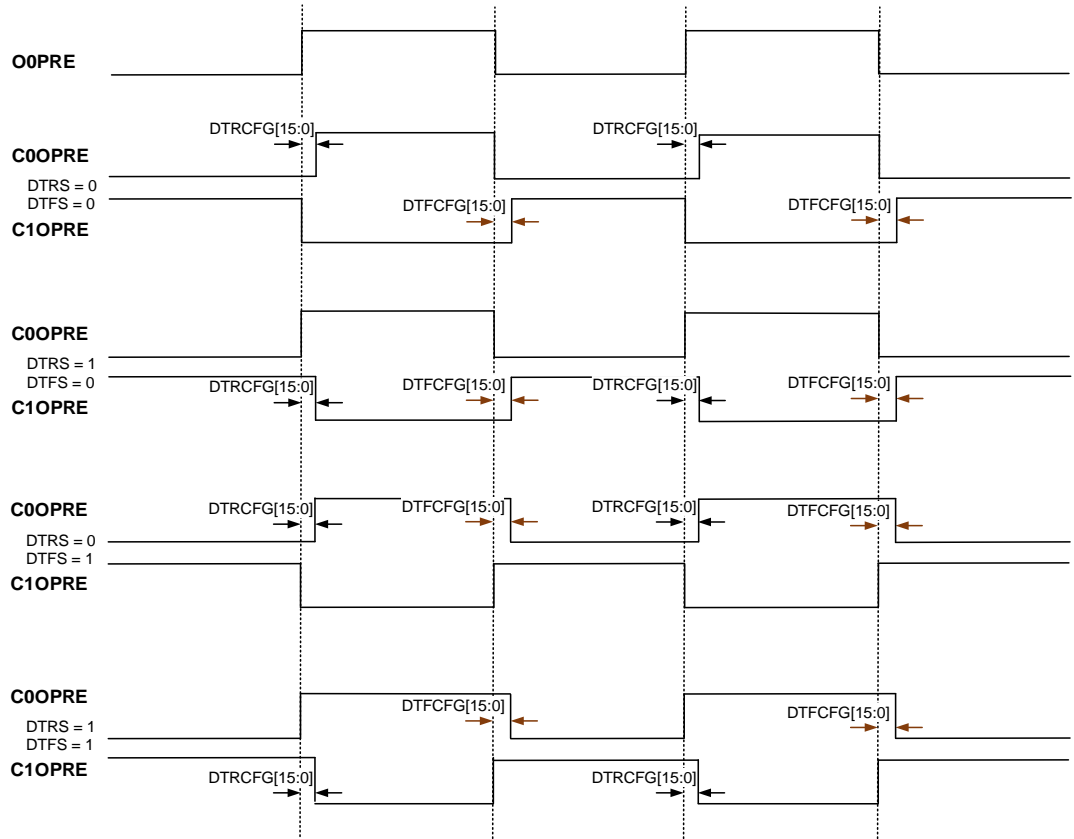 O0PRE
DTRCFG[15:0]
DTRCFG[15:0]
C0OPRE
DTRS = 0
DTFS = 0
DTFCFG[15:0]
DTFCFG[15:0]
C1OPRE
C0OPRE
DTRS = 1
DTFS = 0
DTRCFG[15:0]
DTFCFG[15:0]
DTRCFG[15:0]
DTFCFG[15:0]
C1OPRE
C0OPRE
DTRCFG[15:0]
DTFCFG[15:0]
DTRCFG[15:0]
DTFCFG[15:0]
DTRS = 0
DTFS = 1
C1OPRE
C0OPRE
DTFCFG[15:0]
DTFCFG[15:0]
DTRS = 1
DTFS = 1
C1OPRE
DTRCFG[15:0]
DTRCFG[15:0]